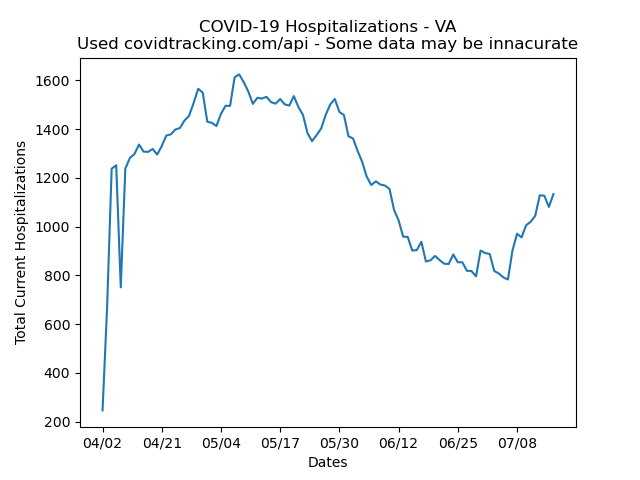 COVID-19 Hospitalizations - VA
Used covidtracking.com/api - Some data may be innacurate
Total Current Hospitalizations
1600
1400
1200
1000
800
600
400
200
04/02 04/21 05/04 05/17 05/30 06/12 06/25 07/08
Dates